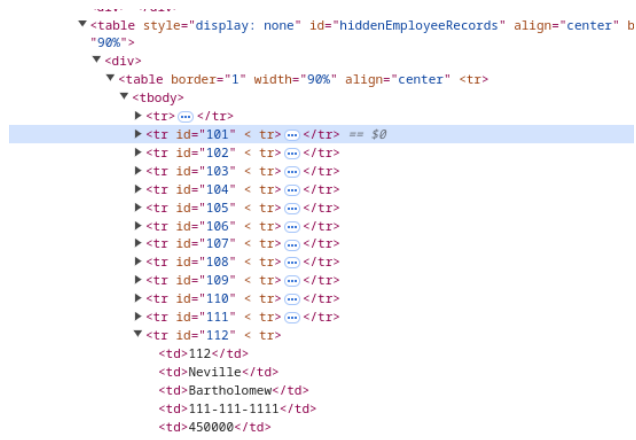 <table style="display: none" id="hiddenEmployeeRecords" align="center" b
"90%">
<div>
<table border="1" width="90%" align="center" <tr>
<tbody>
<tr>…</tr>
<tr id="101" < tr>…</tr> == $0
<tr id="102" < tr>…</tr>
<tr id="103" < tr>…</tr>
<tr id="104" < tr>…</tr>
<tr id="105" < tr>…</tr>
<tr id="106" < tr>…</tr>
<tr id="107" < tr>…</tr>
<tr id="108" < tr>…</tr>
<tr id="109" < tr>…</tr>
<tr id="110" < tr>…</tr>
<tr id="111" < tr>…</tr>
<tr id="112" < tr>
<td>112</td>
<td>Neville</td>
<td>Bartholomew</td>
<td>111-111-1111</td>
<td>450000</td>